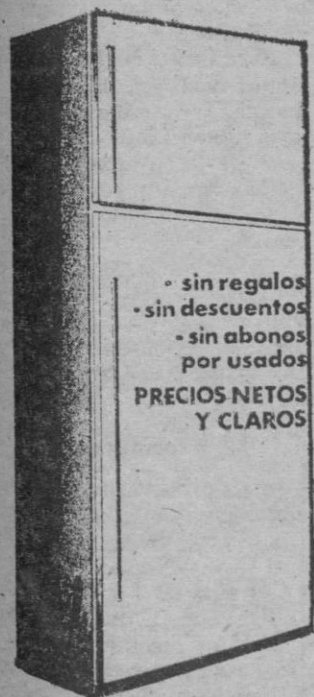 • sin regalos
• sin descuentos
• sin abonos
por usados
PRECIOS NETOS
Y CLAROS